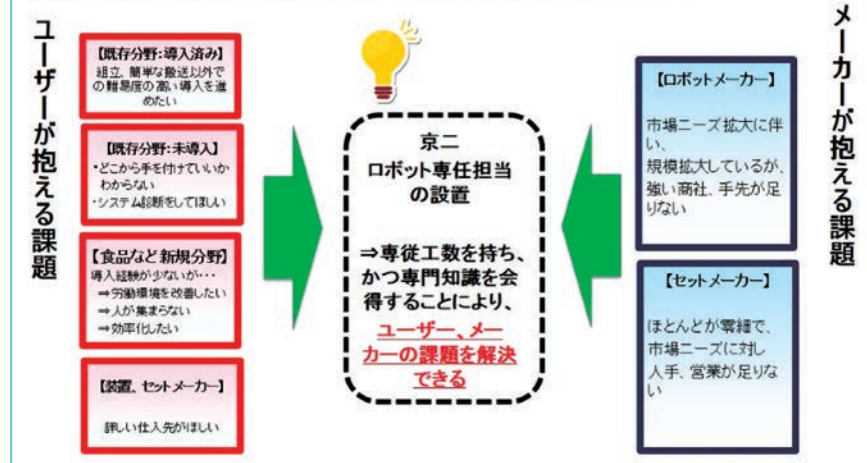 ユーザーが抱える課題
【既存分野:導入済み】
組立、簡単な搬送以外で
の難易度の高い導入を進
めたい
【既存分野:未導入】
・どこから手を付けていいか
わからない
・システム診断をしてほしい
【食品など新規分野】
導入経験が少ないが・・・
⇒労働環境を改善したい
⇒人が集まらない
⇒効率化したい
【装置、セットメーカー】
詳しい仕入先がほしい
京二
ロボット専任担当
の設置
⇒専従工数を持ち、
かつ専門知識を会
得することにより、
ユーザー、メー
カーの課題を解決
できる
メーカーが抱える課題
【ロボットメーカー】
市場ニーズ拡大に伴
い、
規模拡大しているが、
強い商社、手先が足
りない
【セットメーカー】
ほとんどが零細で、
市場ニーズに対し
人手、営業が足りな
い